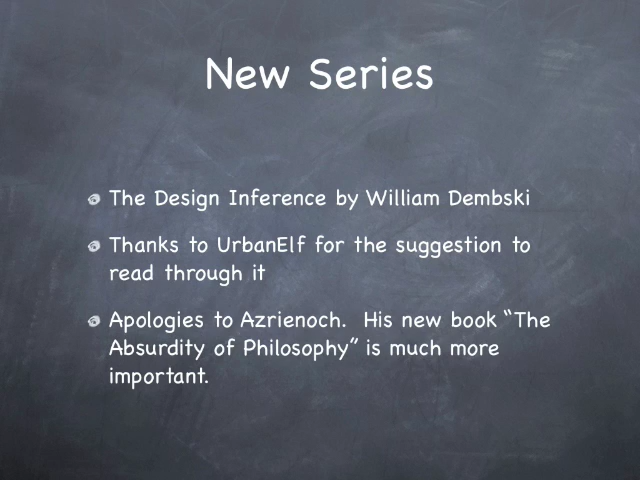 New Series
The Design Inference by William Dembski
Thanks to UrbanElf for the suggestion to
read through it
Apologies to Azrienoch.  His new book “The
Absurdity of Philosophy” is much more
important.